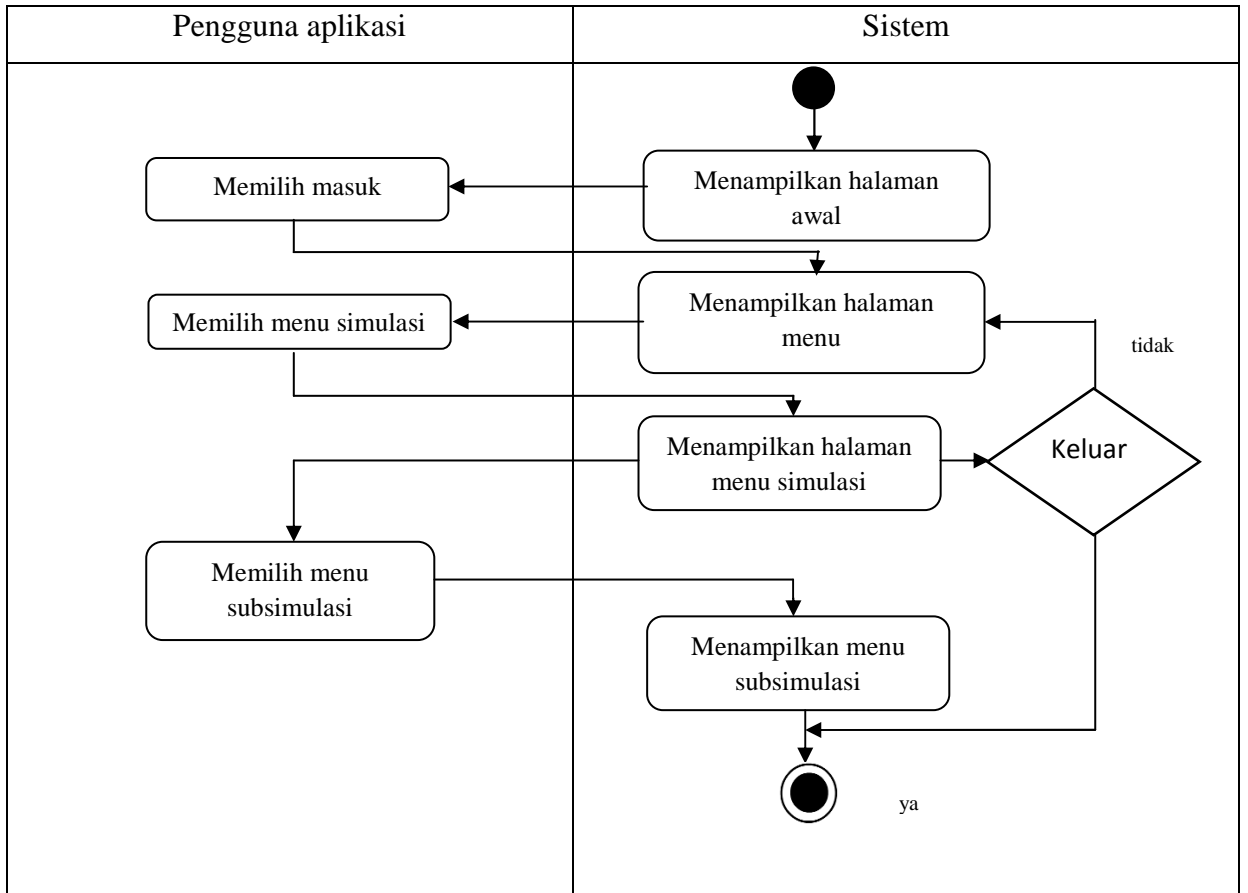 Pengguna aplikasi
Sistem
Menampilkan halaman
awal
Memilih masuk
Menampilkan halaman
menu
Memilih menu simulasi
tidak
Menampilkan halaman
menu simulasi
Keluar
Memilih menu
subsimulasi
Menampilkan menu
subsimulasi
ya